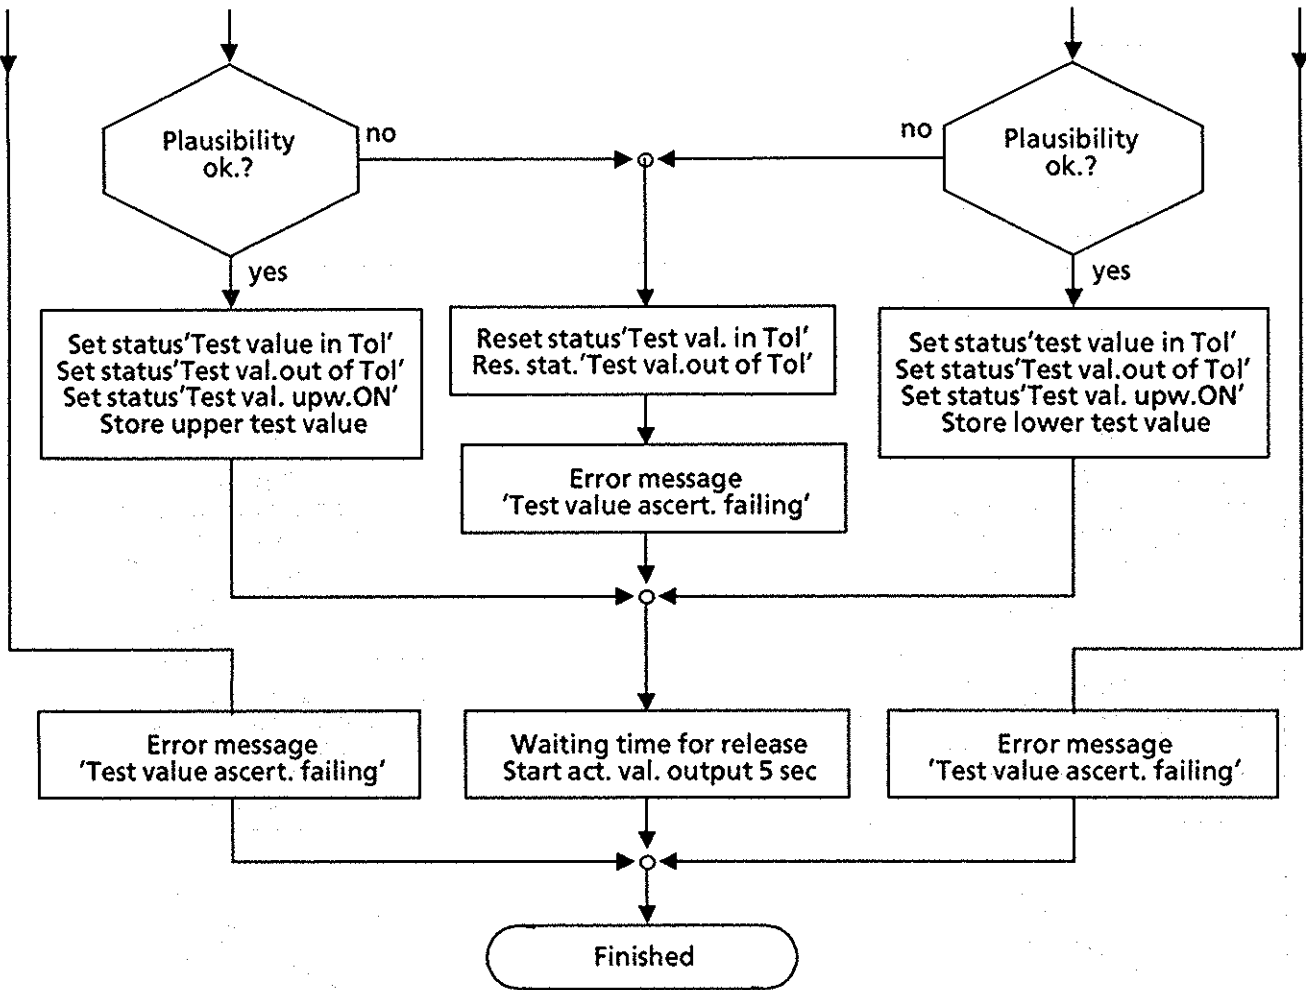 Plausibility
ok.?
no
no
Plausibility
ok.?
yes
yes
Set status'Test value in Tol'
Set status'Test val.out of Tol'
Set status'Test val. upw.ON'
Store upper test value
Reset status'Test val. in Tol'
Res. stat.'Test val.out of Tol'
Set status'test value in Tol'
Set status'Test val.out of Tol'
Set status'Test val. upw.ON'
Store lower test value
Error message
'Test value ascert. failing'
Error message
'Test value ascert. failing'
Waiting time for release
Start act. val. output 5 sec
Error message
'Test value ascert. failing'
Finished